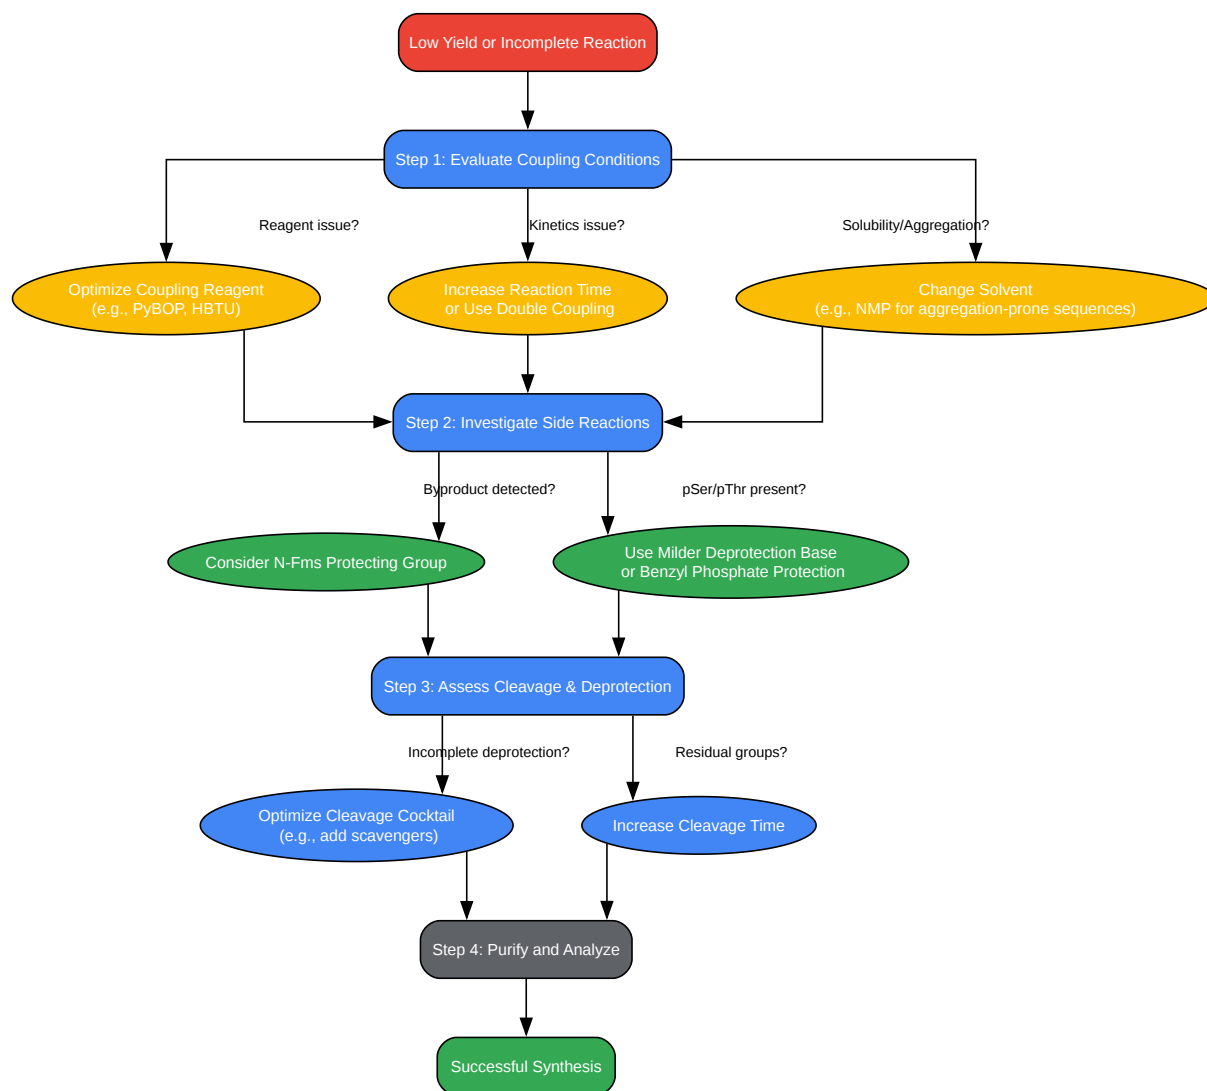 Low Yield or Incomplete Reaction
Step 1: Evaluate Coupling Conditions
Reagent issue?
Kinetics issue?
Solubility/Aggregation?
Optimize Coupling Reagent
(e.g., PyBOP, HBTU)
Increase Reaction Time
or Use Double Coupling
Change Solvent
(e.g., NMP for aggregation-prone sequences)
Step 2: Investigate Side Reactions
Byproduct detected?
pSer/pThr present?
Consider N-Fms Protecting Group
Use Milder Deprotection Base
or Benzyl Phosphate Protection
Step 3: Assess Cleavage & Deprotection
Incomplete deprotection?
Residual groups?
Optimize Cleavage Cocktail
(e.g., add scavengers)
Increase Cleavage Time
Step 4: Purify and Analyze
Successful Synthesis